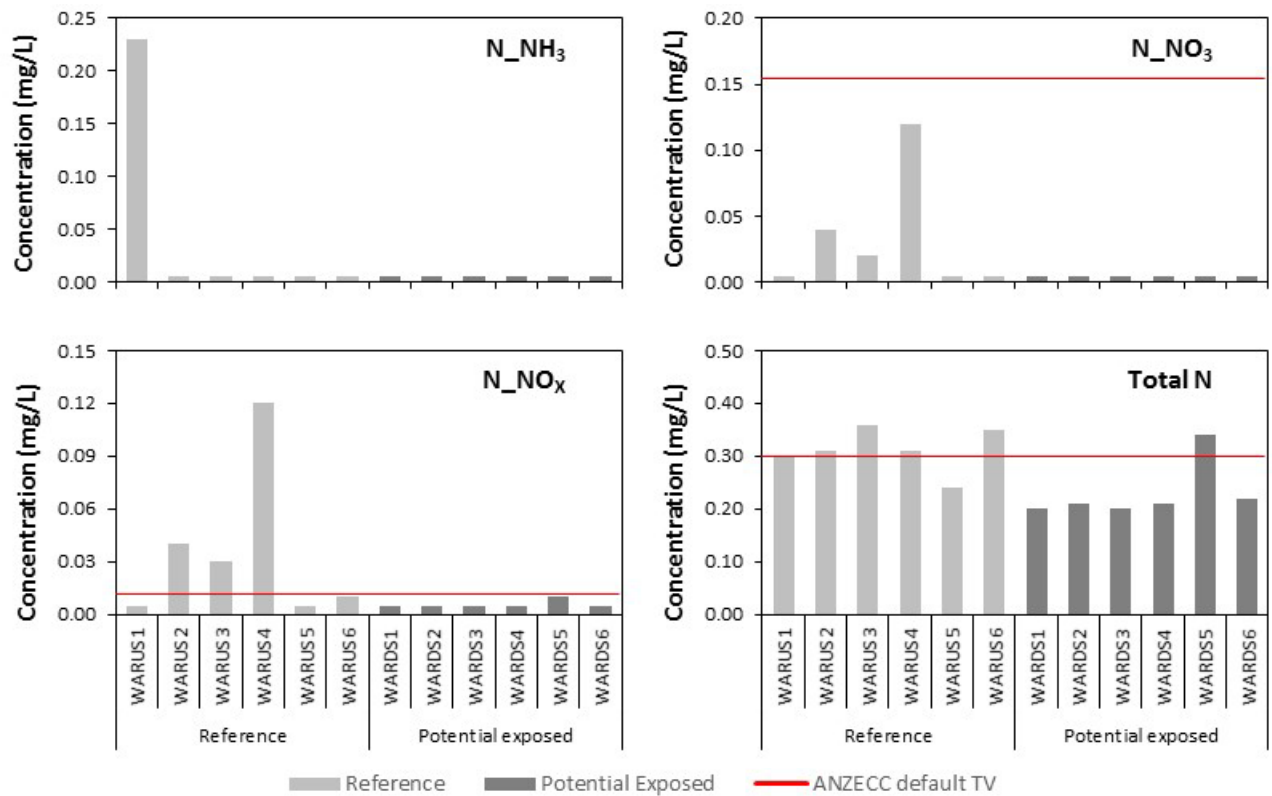 N_NH₃
Concentration (mg/L)
0.25
0.20
0.15
0.10
0.05
0.00
N_NO₃
Concentration (mg/L)
0.20
0.15
0.10
0.05
0.00
N_NOₓ
Concentration (mg/L)
0.15
0.12
0.09
0.06
0.03
0.00
WARUS1
WARUS2
WARUS3
WARUS4
WARUS5
WARUS6
WARDS1
WARDS2
WARDS3
WARDS4
WARDS5
WARDS6
Reference
Potential exposed
Total N
Concentration (mg/L)
0.50
0.40
0.30
0.20
0.10
0.00
WARUS1
WARUS2
WARUS3
WARUS4
WARUS5
WARUS6
WARDS1
WARDS2
WARDS3
WARDS4
WARDS5
WARDS6
Reference
Potential exposed
Reference
Potential Exposed
ANZECC default TV